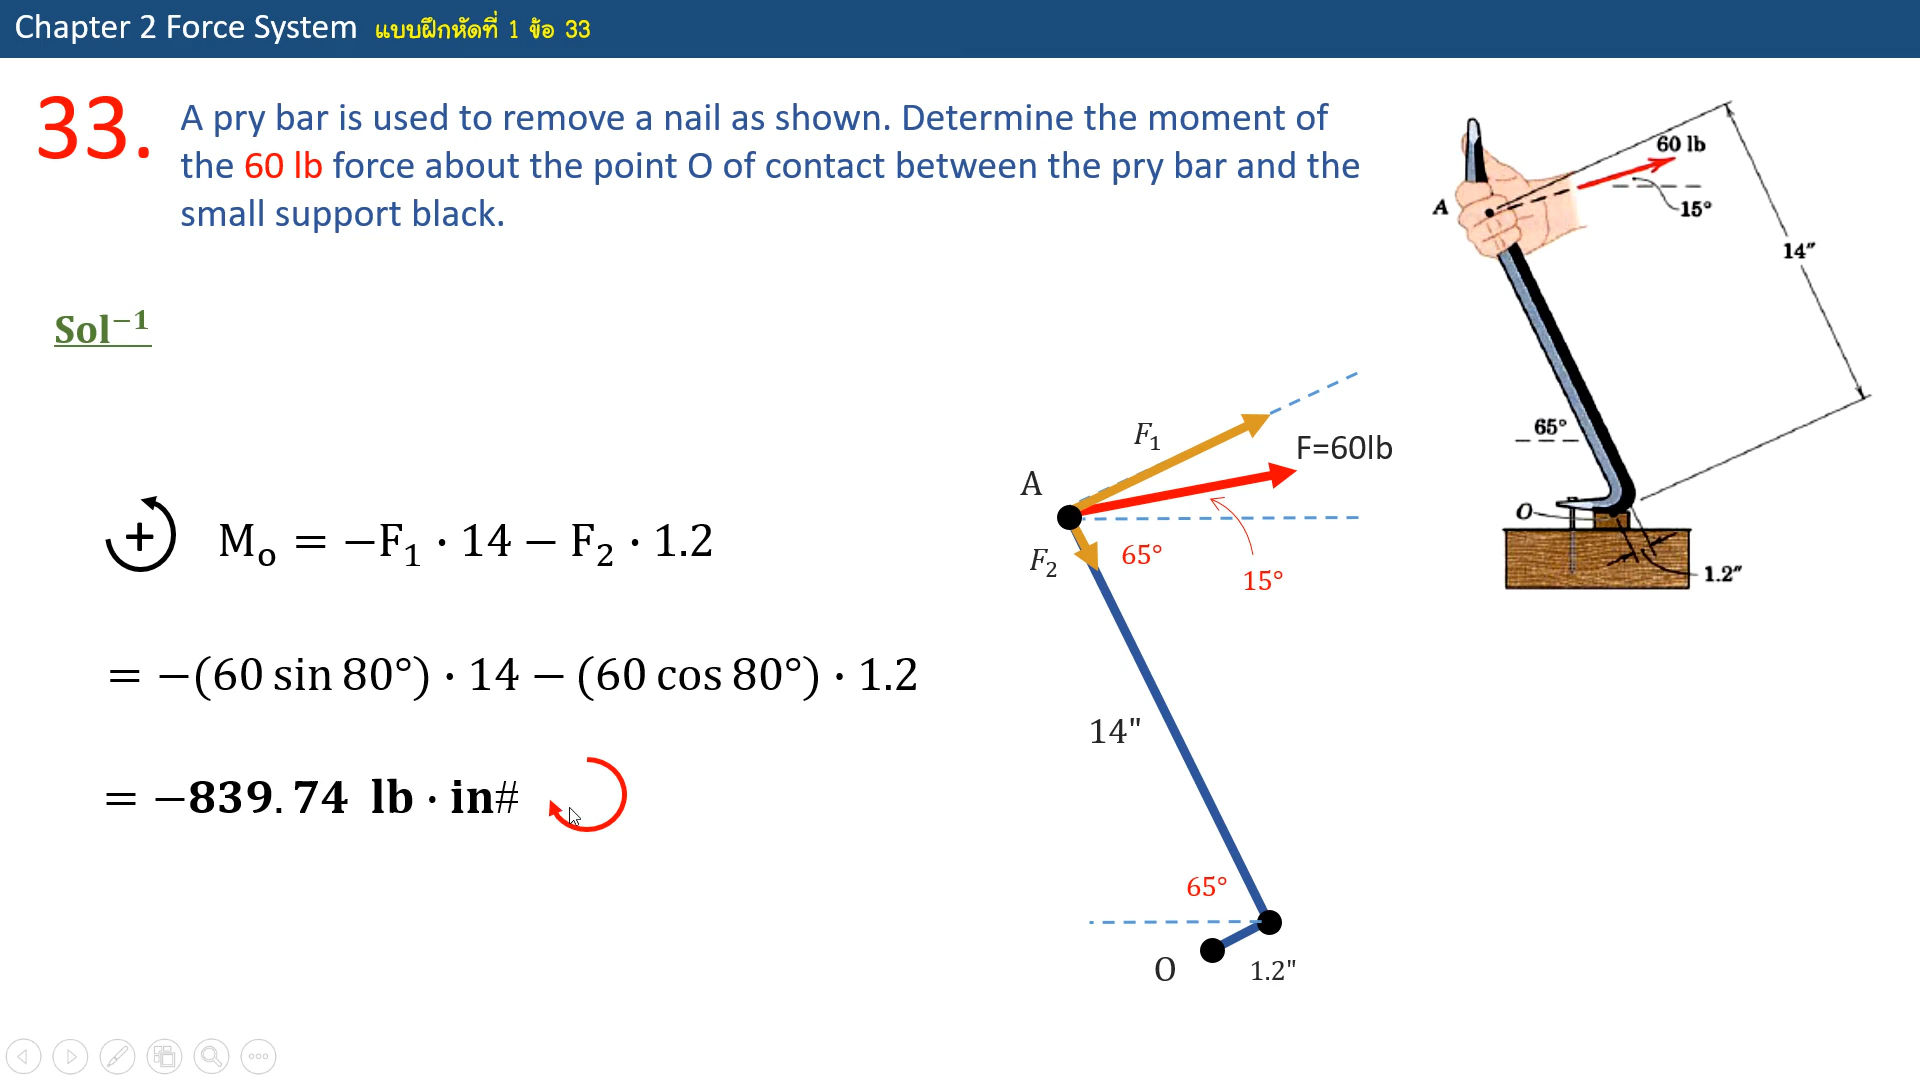 Chapter 2 Force System แบบฝึกหัดที่ 1 ข้อ 33
33. A pry bar is used to remove a nail as shown. Determine the moment of
the 60 lb force about the point O of contact between the pry bar and the
small support black.
60 lb
A
15°
14″
65°
O
1.2″
Sol⁻¹
F₁
F=60lb
A
F₂
65°
15°
+ Mₒ = −F₁ · 14 − F₂ · 1.2
= −(60 sin 80°) · 14 − (60 cos 80°) · 1.2
14"
= −839.74 lb · in#
65°
O
1.2"